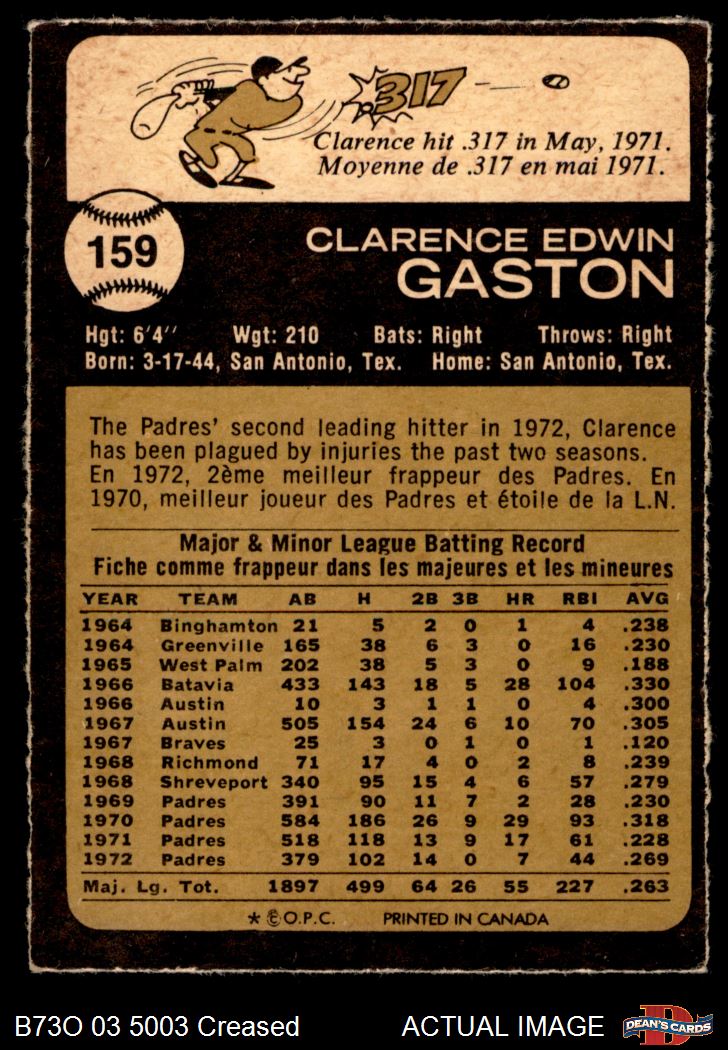 .317
Clarence hit .317 in May, 1971.
Moyenne de .317 en mai 1971.
159
CLARENCE EDWIN
GASTON
Hgt: 6'4'' Wgt: 210 Bats: Right Throws: Right
Born: 3-17-44, San Antonio, Tex. Home: San Antonio, Tex.
The Padres' second leading hitter in 1972, Clarence
has been plagued by injuries the past two seasons.
En 1972, 2ème meilleur frappeur des Padres. En
1970, meilleur joueur des Padres et étoile de la L.N.
Major & Minor League Batting Record
Fiche comme frappeur dans les majeures et les mineures
YEAR TEAM AB H 2B 3B HR RBI AVG
1964 Binghamton 21 5 2 0 1 4 .238
1964 Greenville 165 38 6 3 0 16 .230
1965 West Palm 202 38 5 3 0 9 .188
1966 Batavia 433 143 18 5 28 104 .330
1966 Austin 10 3 1 1 0 4 .300
1967 Austin 505 154 24 6 10 70 .305
1967 Braves 25 3 0 1 0 1 .120
1968 Richmond 71 17 4 0 2 8 .239
1968 Shreveport 340 95 15 4 6 57 .279
1969 Padres 391 90 11 7 2 28 .230
1970 Padres 584 186 26 9 29 93 .318
1971 Padres 518 118 13 9 17 61 .228
1972 Padres 379 102 14 0 7 44 .269
Maj. Lg. Tot. 1897 499 64 26 55 227 .263
* © O.P.C. PRINTED IN CANADA
B73O 03 5003 Creased ACTUAL IMAGE
D
DEAN'S CARDS